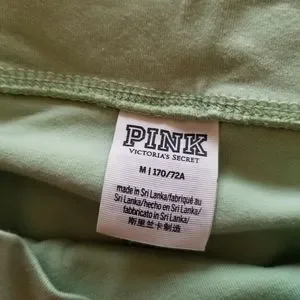 PINK
VICTORIA'S SECRET
M | 170/72A
made in Sri Lanka/fabriqué au
Sri Lanka/hecho en Sri Lanka/
fabbricato in Sri Lanka/
斯里兰卡制造